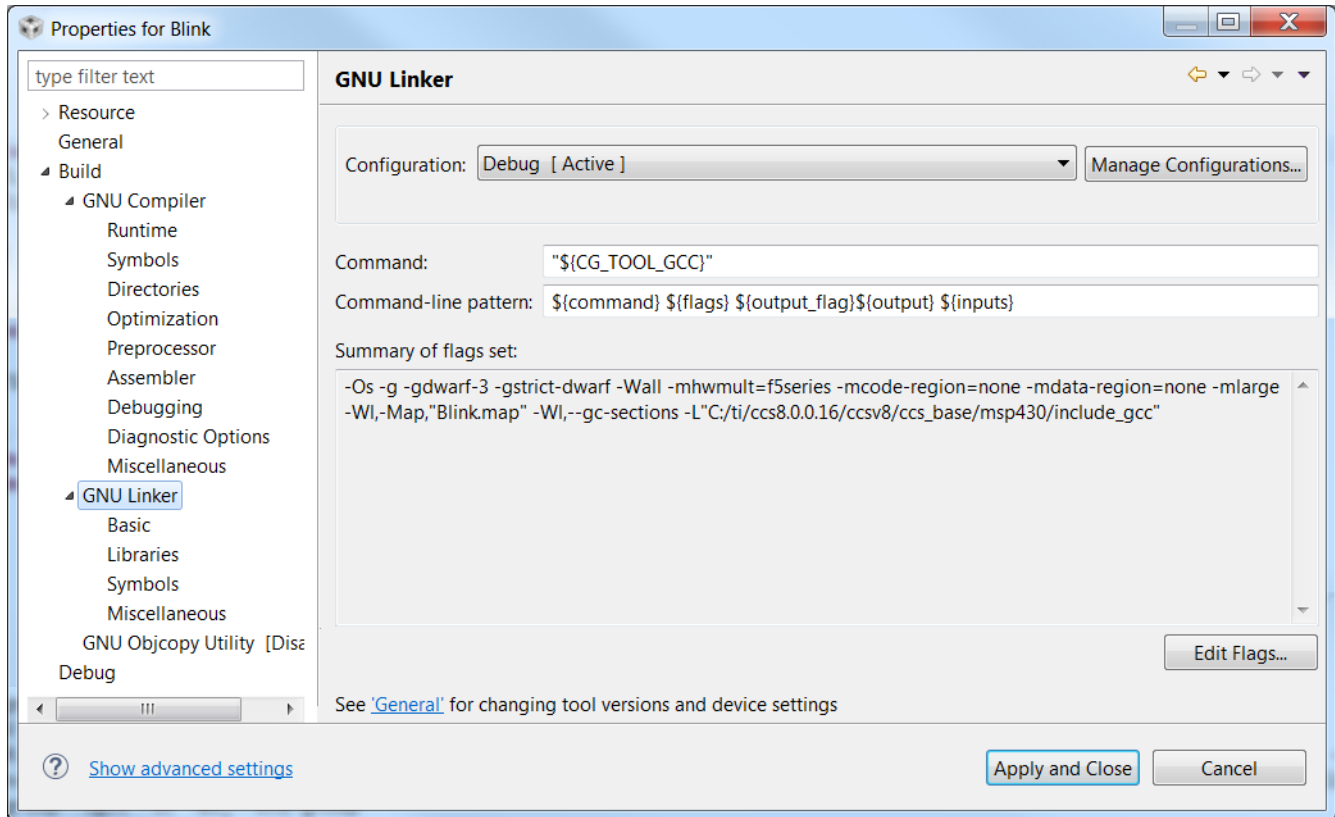 Properties for Blink
type filter text
Resource
General
Build
GNU Compiler
Runtime
Symbols
Directories
Optimization
Preprocessor
Assembler
Debugging
Diagnostic Options
Miscellaneous
GNU Linker
Basic
Libraries
Symbols
Miscellaneous
GNU Objcopy Utility [Disa
Debug
GNU Linker
Configuration: Debug [ Active ] Manage Configurations...
Command: "${CG_TOOL_GCC}"
Command-line pattern: ${command} ${flags} ${output_flag}${output} ${inputs}
Summary of flags set:
-Os -g -gdwarf-3 -gstrict-dwarf -Wall -mhwmult=f5series -mcode-region=none -mdata-region=none -mlarge
-Wl,-Map,"Blink.map" -Wl,--gc-sections -L"C:/ti/ccs8.0.0.16/ccsv8/ccs_base/msp430/include_gcc"
Edit Flags...
See 'General' for changing tool versions and device settings
Show advanced settings
Apply and Close
Cancel